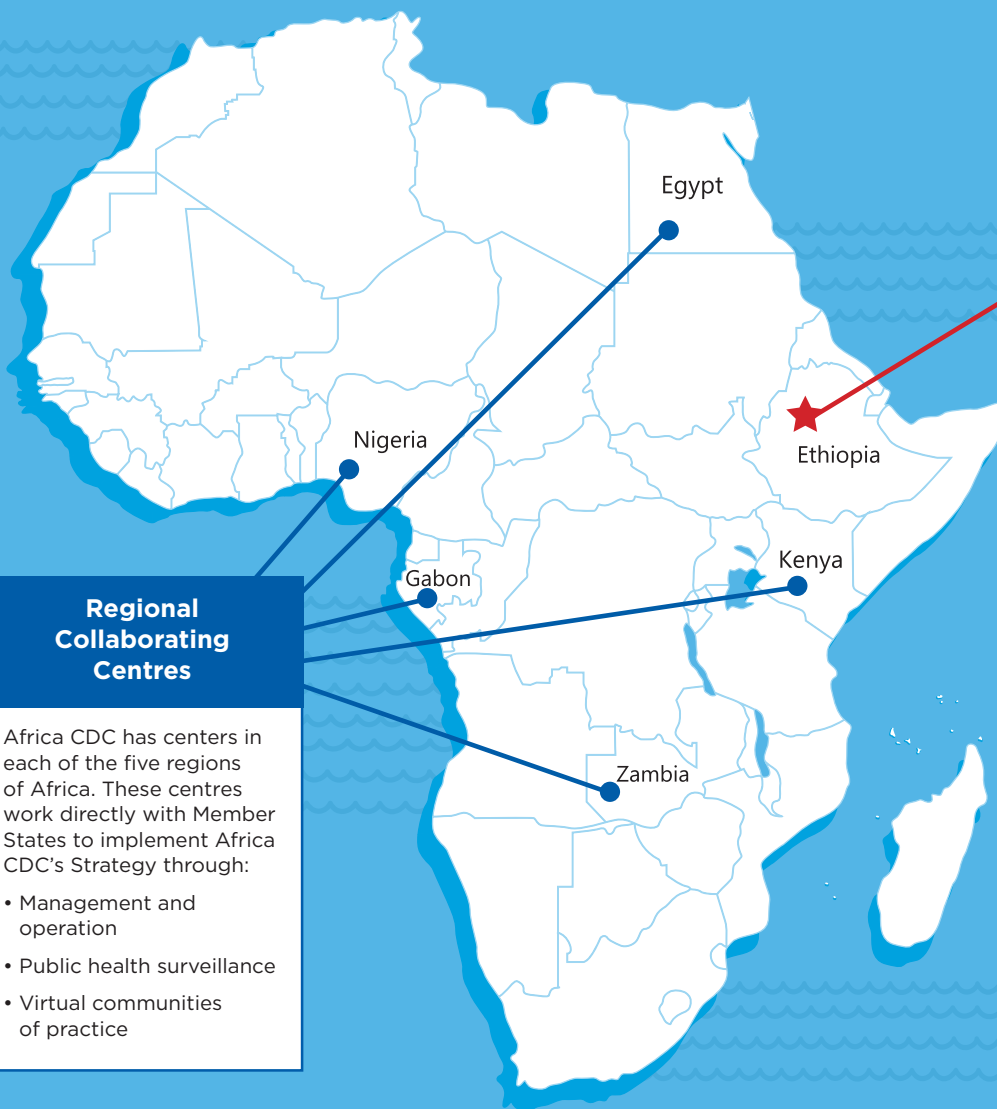 Egypt
Nigeria
Ethiopia
Kenya
Gabon
Zambia
Regional
Collaborating
Centres
Africa CDC has centers in
each of the five regions
of Africa. These centres
work directly with Member
States to implement Africa
CDC's Strategy through:
• Management and
operation
• Public health surveillance
• Virtual communities
of practice